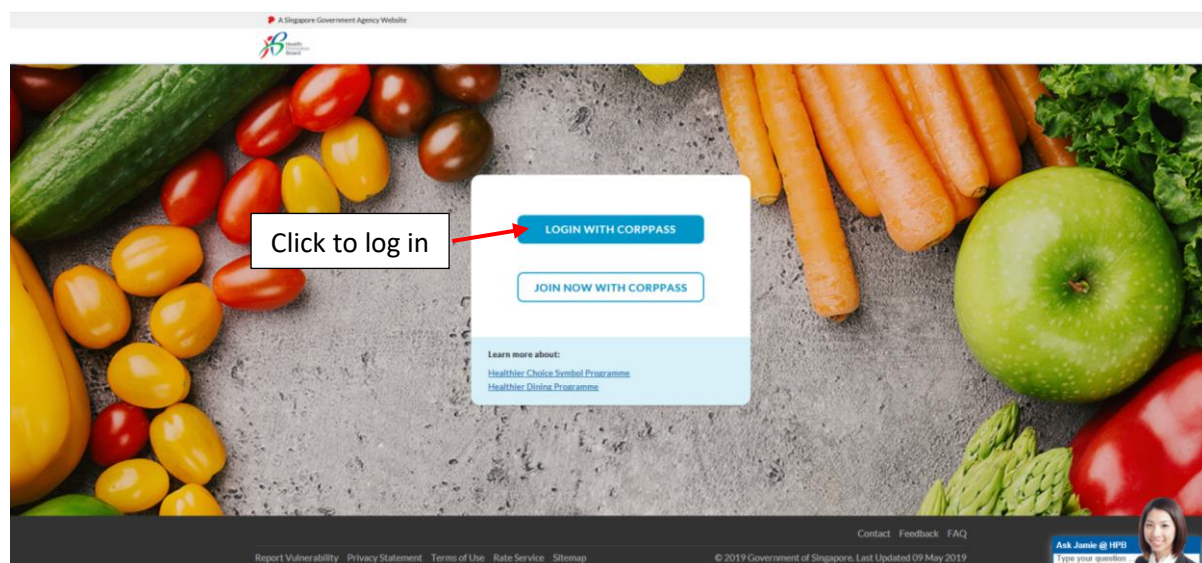 A Singapore Government Agency Website
Health
Promotion
Board
LOGIN WITH CORPPASS
Click to log in
JOIN NOW WITH CORPPASS
Learn more about:
Healthier Choice Symbol Programme
Healthier Dining Programme
Contact Feedback FAQ
Report Vulnerability Privacy Statement Terms of Use Rate Service Sitemap
© 2019 Government of Singapore. Last Updated 09 May 2019
Ask Jamie @ HPB
Type your question